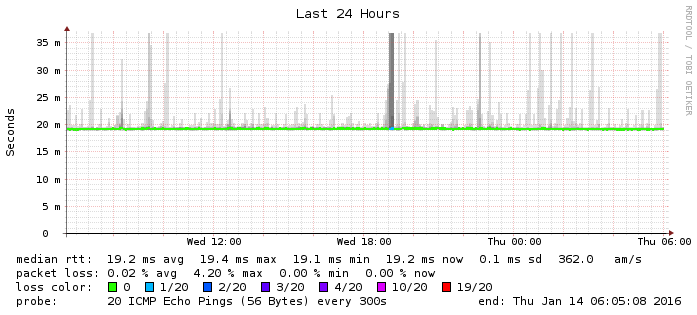 Last 24 Hours
RRDTOOL / TOBI OETIKER
Seconds
35 m
30 m
25 m
20 m
15 m
10 m
5 m
0
Wed 12:00 Wed 18:00 Thu 00:00 Thu 06:00
median rtt: 19.2 ms avg 19.4 ms max 19.1 ms min 19.2 ms now 0.1 ms sd 362.0 am/s
packet loss: 0.02 % avg 4.20 % max 0.00 % min 0.00 % now
loss color: 0 1/20 2/20 3/20 4/20 10/20 19/20
probe: 20 ICMP Echo Pings (56 Bytes) every 300s end: Thu Jan 14 06:05:08 2016